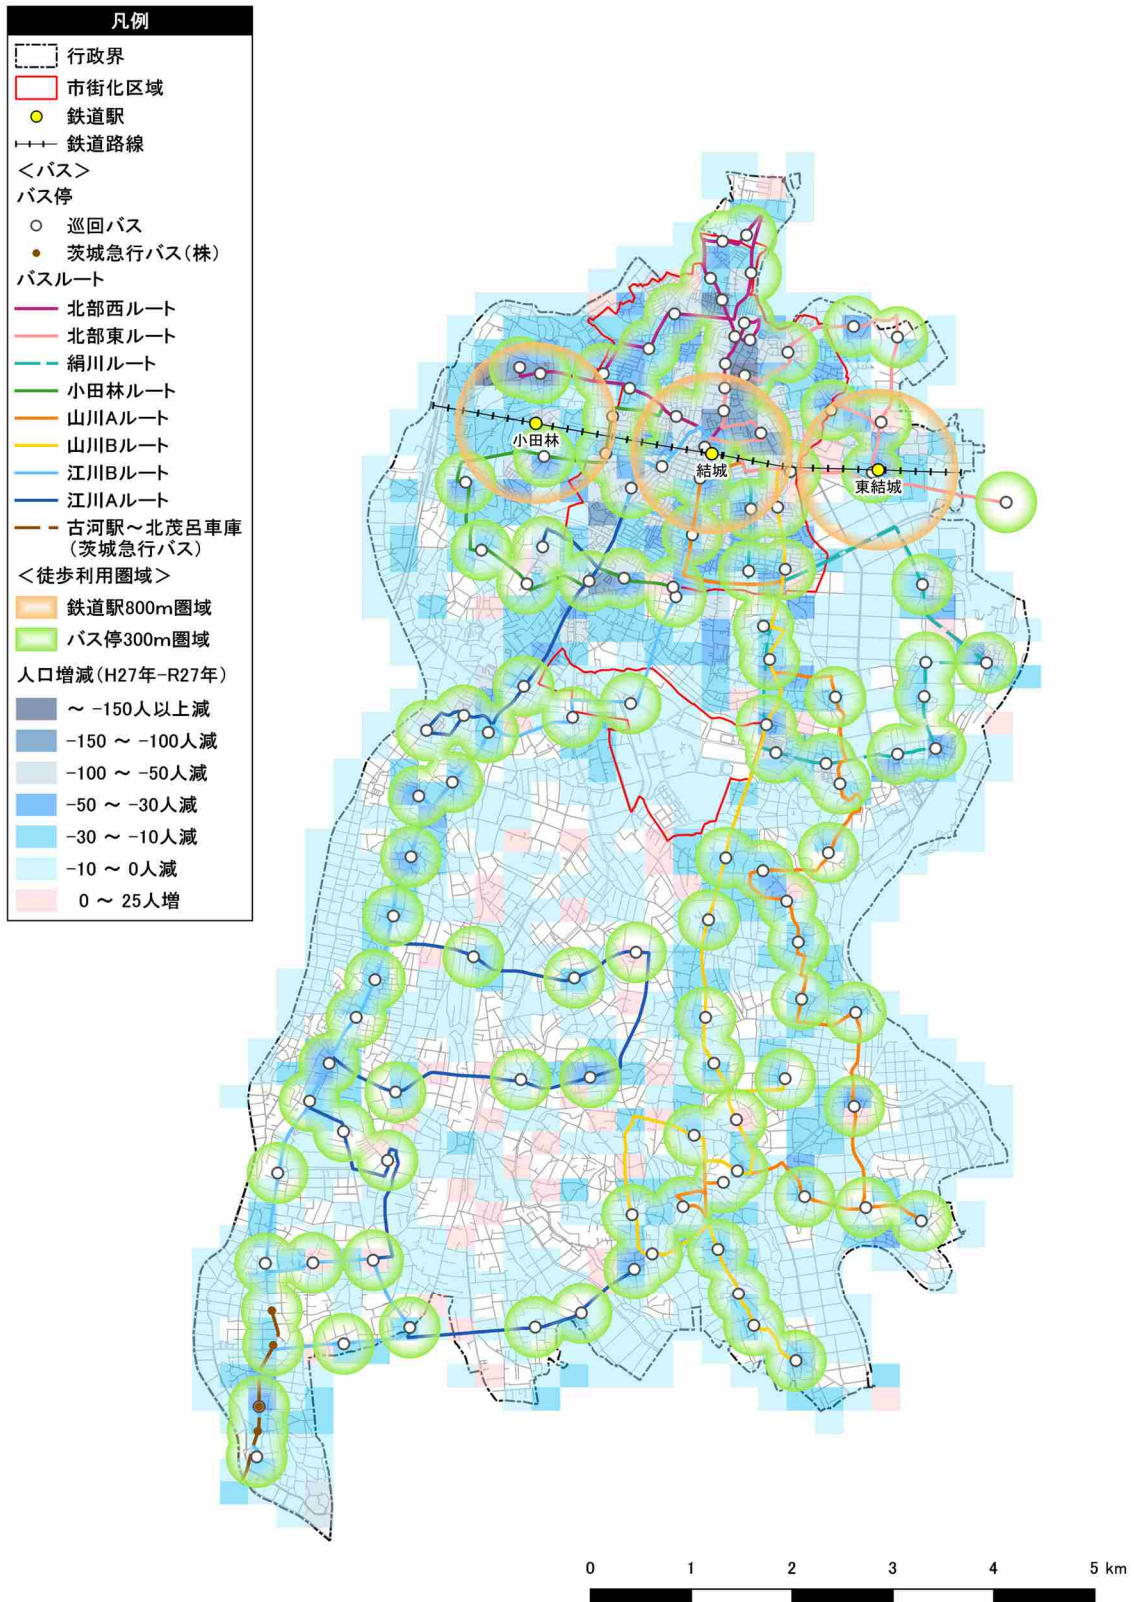 凡例
行政界
市街化区域
鉄道駅
鉄道路線
＜バス＞
バス停
巡回バス
茨城急行バス(株)
バスルート
北部西ルート
北部東ルート
絹川ルート
小田林ルート
山川Aルート
山川Bルート
江川Bルート
江川Aルート
古河駅～北茂呂車庫
(茨城急行バス)
＜徒歩利用圏域＞
鉄道駅800m圏域
バス停300m圏域
人口増減(H27年-R27年)
～ -150人以上減
-150 ～ -100人減
-100 ～ -50人減
-50 ～ -30人減
-30 ～ -10人減
-10 ～ 0人減
0 ～ 25人増
小田林
結城
東結城
0 1 2 3 4 5 km